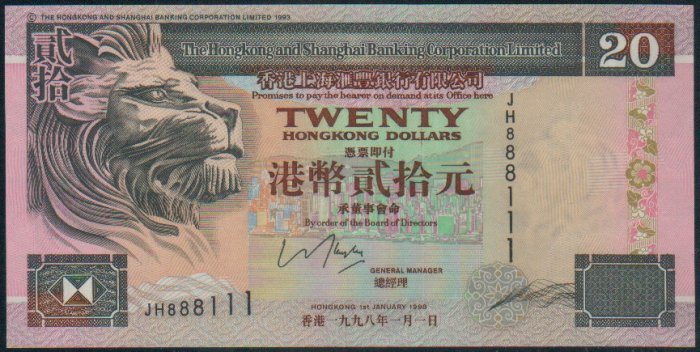 © THE HONGKONG AND SHANGHAI BANKING CORPORATION LIMITED 1993
貳拾
The Hongkong and Shanghai Banking Corporation Limited
20
香港上海滙豐銀行有限公司
Promises to pay the bearer on demand at its Office here
TWENTY
HONGKONG DOLLARS
憑票即付
港幣貳拾元
承董事會命
By order of the Board of Directors
JH888111
GENERAL MANAGER
總經理
JH888111
HONGKONG 1st JANUARY 1998
香港一九九八年一月一日